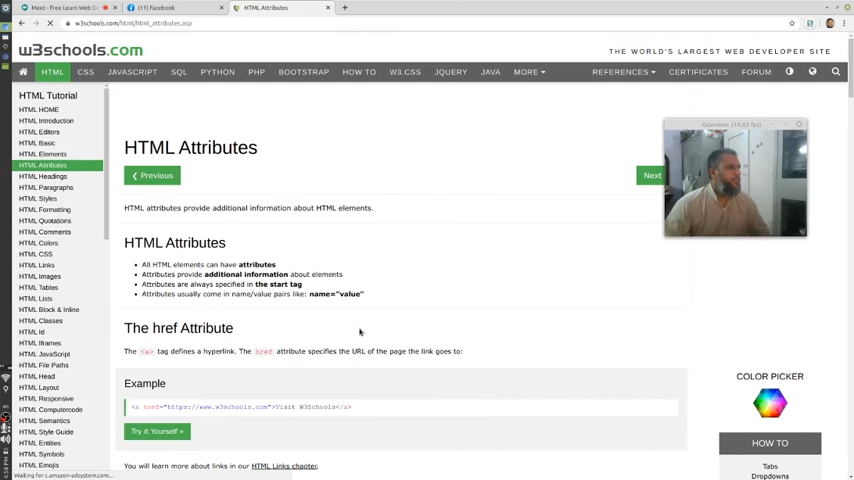 Meet - Free Learn Web D
(11) Facebook
HTML Attributes
w3schools.com/html/html_attributes.asp
w3schools.com
THE WORLD'S LARGEST WEB DEVELOPER SITE
HTML CSS JAVASCRIPT SQL PYTHON PHP BOOTSTRAP HOW TO W3.CSS JQUERY JAVA MORE REFERENCES CERTIFICATES FORUM
HTML Tutorial
HTML HOME
HTML Introduction
HTML Editors
HTML Basic
HTML Elements
HTML Attributes
HTML Headings
HTML Paragraphs
HTML Styles
HTML Formatting
HTML Quotations
HTML Comments
HTML Colors
HTML CSS
HTML Links
HTML Images
HTML Tables
HTML Lists
HTML Block & Inline
HTML Classes
HTML Id
HTML Iframes
HTML JavaScript
HTML File Paths
HTML Head
HTML Layout
HTML Responsive
HTML Computercode
HTML Semantics
HTML Style Guide
HTML Entities
HTML Symbols
HTML Emojis
HTML Attributes
❮ Previous
Next
HTML attributes provide additional information about HTML elements.
HTML Attributes
• All HTML elements can have attributes
• Attributes provide additional information about elements
• Attributes are always specified in the start tag
• Attributes usually come in name/value pairs like: name="value"
The href Attribute
The <a> tag defines a hyperlink. The href attribute specifies the URL of the page the link goes to:
Example
<a href="https://www.w3schools.com">Visit W3Schools</a>
Try it Yourself »
You will learn more about links in our HTML Links chapter.
COLOR PICKER
HOW TO
Tabs
Dropdowns